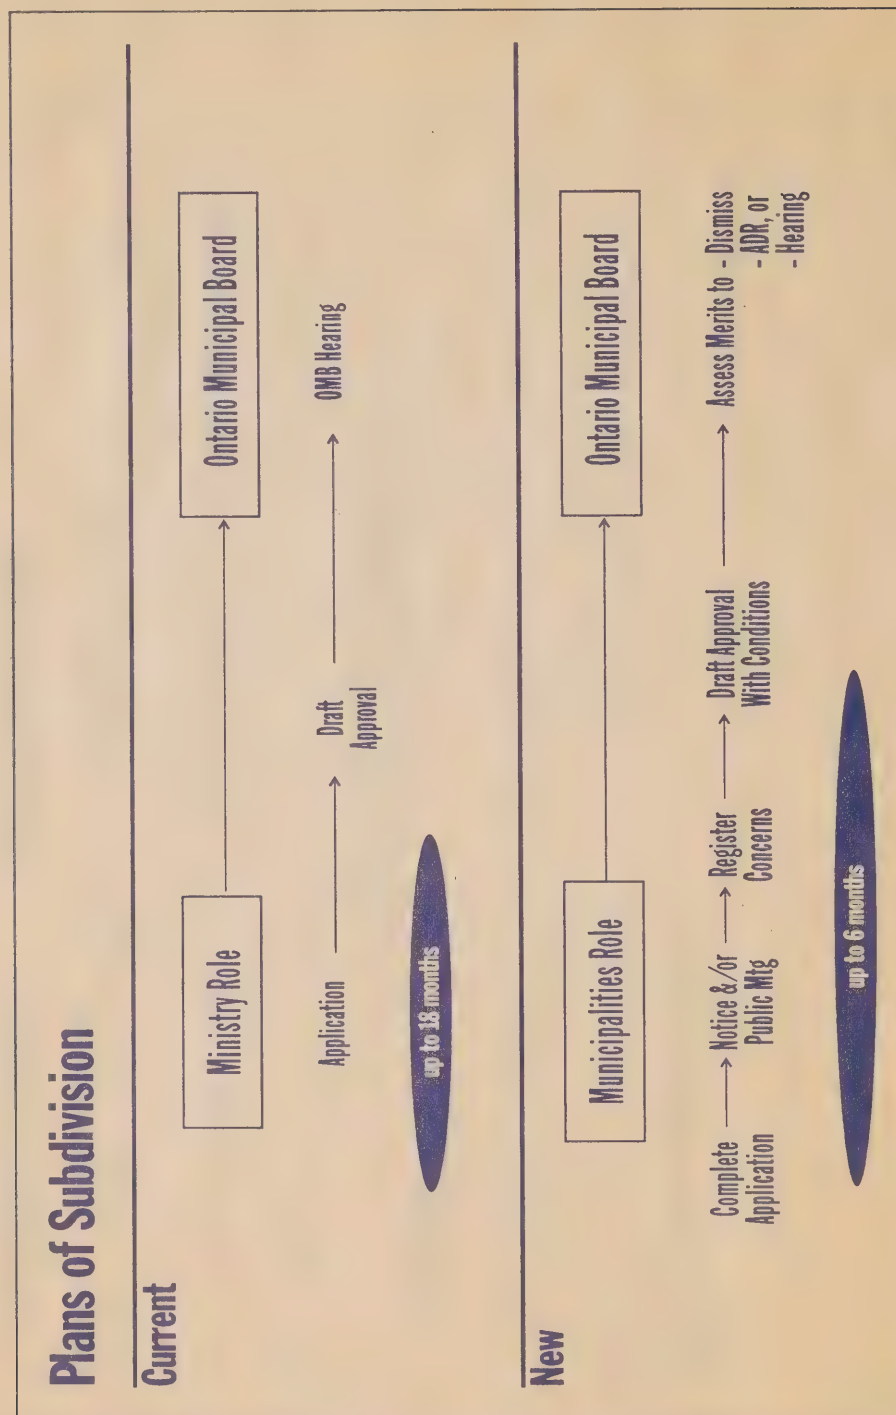 Plans of Subdivision
Current
Ministry Role
Ontario Municipal Board
Application
Draft
Approval
OMB Hearing
up to 18 months
New
Municipalities Role
Ontario Municipal Board
Complete
Application
Notice &/or
Public Mtg
Register
Concerns
Draft Approval
With Conditions
Assess Merits to - Dismiss
- ADR, or
- Hearing
up to 6 months